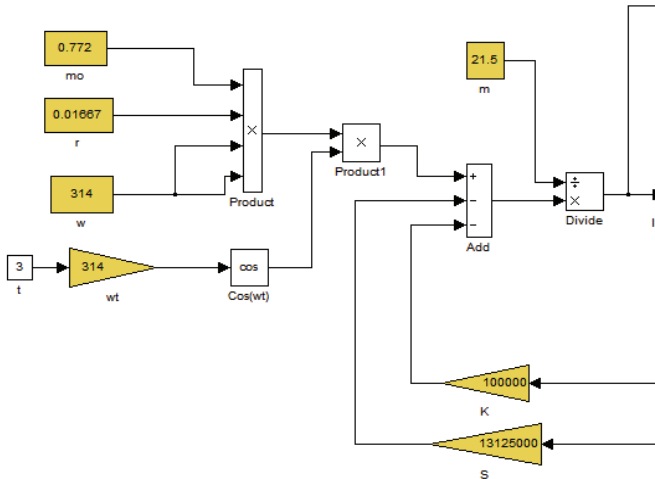 0.772
mo
0.01667
r
314
w
×
Product
×
Product1
3
t
314
wt
cos
Cos(wt)
21.5
m
+
−
−
Add
÷
×
Divide
100000
K
13125000
S